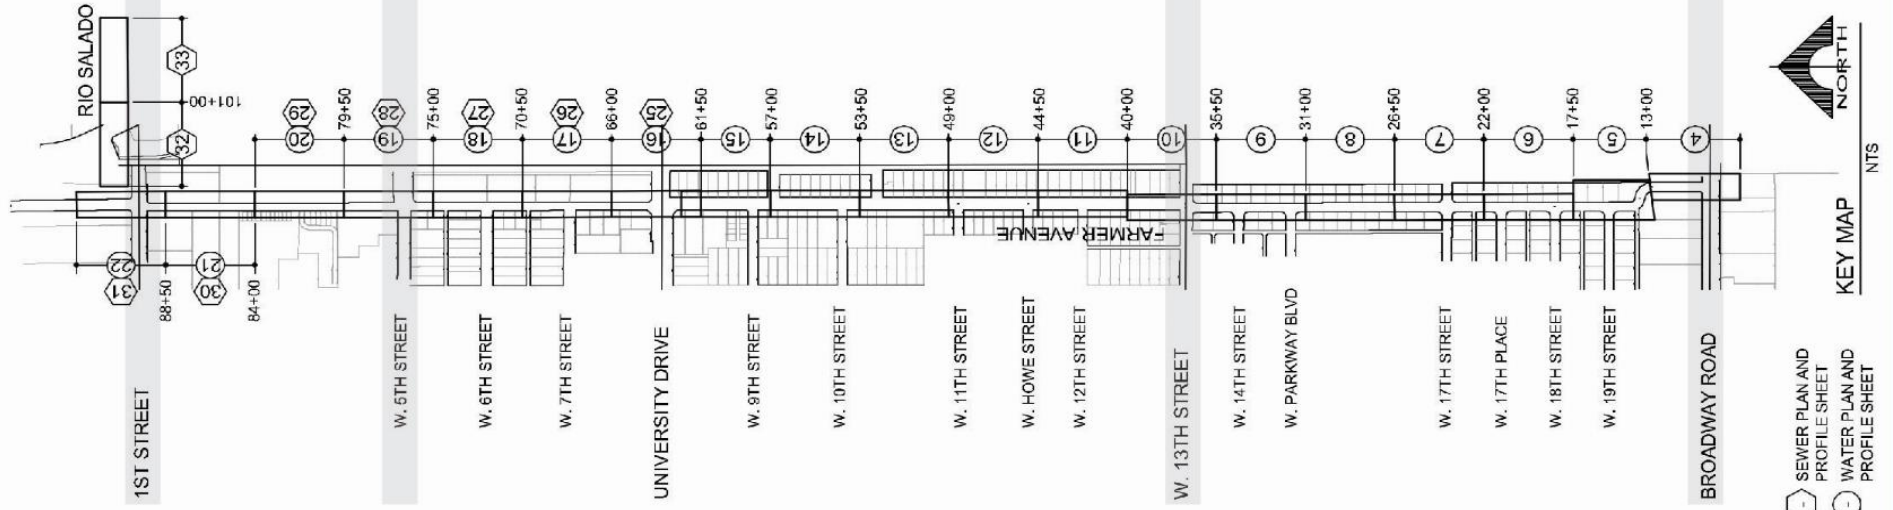 RIO SALADO
33
101+00
32
29
20
79+50
28
19
75+00
27
18
70+50
26
17
66+00
25
16
61+50
15
57+00
14
53+50
13
49+00
12
44+50
11
40+00
10
35+50
9
31+00
8
26+50
7
22+00
6
17+50
5
13+00
4
NORTH
NTS
KEY MAP
FARMER AVENUE
22
31
88+50
21
30
84+00
1ST STREET
W. 5TH STREET
W. 6TH STREET
W. 7TH STREET
UNIVERSITY DRIVE
W. 9TH STREET
W. 10TH STREET
W. 11TH STREET
W. HOWE STREET
W. 12TH STREET
W. 13TH STREET
W. 14TH STREET
W. PARKWAY BLVD
W. 17TH STREET
W. 17TH PLACE
W. 18TH STREET
W. 19TH STREET
BROADWAY ROAD
SEWER PLAN AND
PROFILE SHEET
WATER PLAN AND
PROFILE SHEET